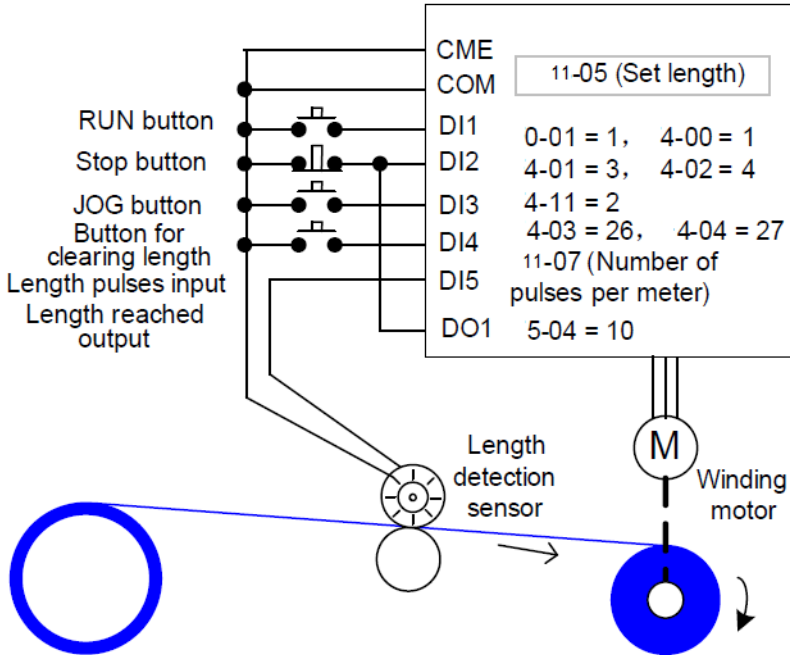 CME
COM
11-05 (Set length)
RUN button
DI1
0-01 = 1， 4-00 = 1
Stop button
DI2
4-01 = 3， 4-02 = 4
JOG button
DI3
4-11 = 2
Button for
clearing length
DI4
4-03 = 26， 4-04 = 27
Length pulses input
DI5
11-07 (Number of
pulses per meter)
Length reached
output
DO1
5-04 = 10
Length
detection
sensor
M
Winding
motor